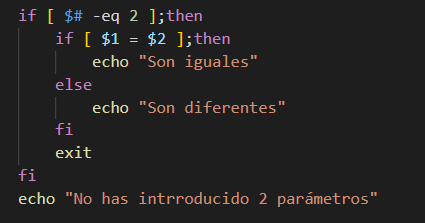 if [ $# -eq 2 ];then
    if [ $1 = $2 ];then
        echo "Son iguales"
    else
        echo "Son diferentes"
    fi
    exit
fi
echo "No has intrroducido 2 parámetros"